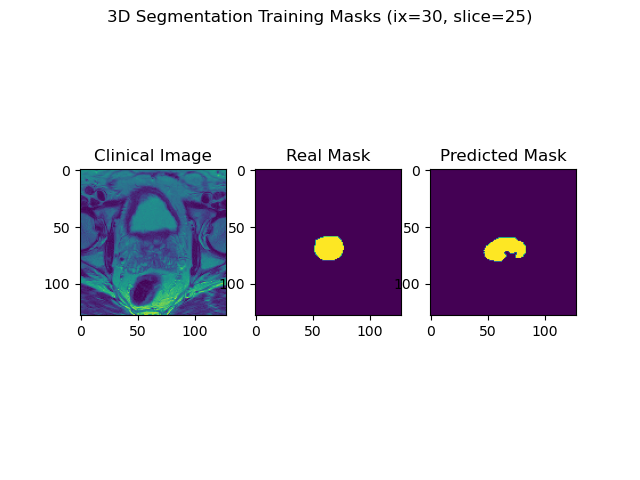 3D Segmentation Training Masks (ix=30, slice=25)
Clinical Image Real Mask Predicted Mask
0 0 0
50 50 50
100 100 100
0 50 100 0 50 100 0 50 100